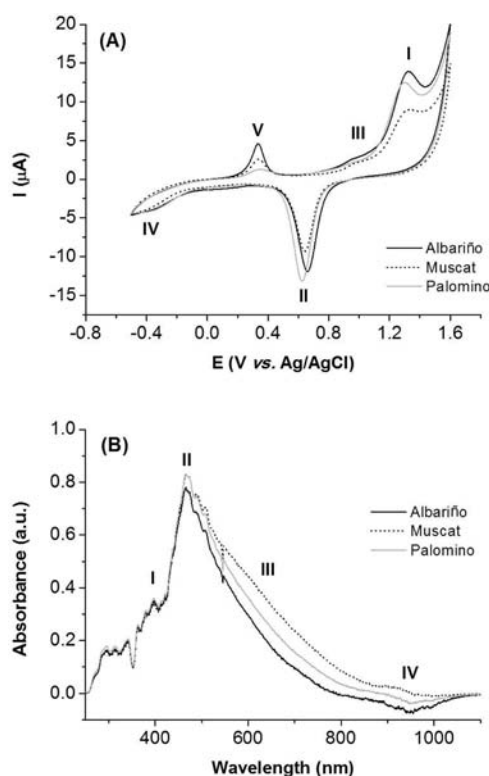 (A)
I
V
III
IV
II
Albariño
Muscat
Palomino
20
15
10
5
0
-5
-10
-15
I (µA)
-0.8 -0.4 0.0 0.4 0.8 1.2 1.6
E (V vs. Ag/AgCl)
(B)
II
I
III
IV
Albariño
Muscat
Palomino
1.0
0.8
0.6
0.4
0.2
0.0
Absorbance (a.u.)
400 600 800 1000
Wavelength (nm)